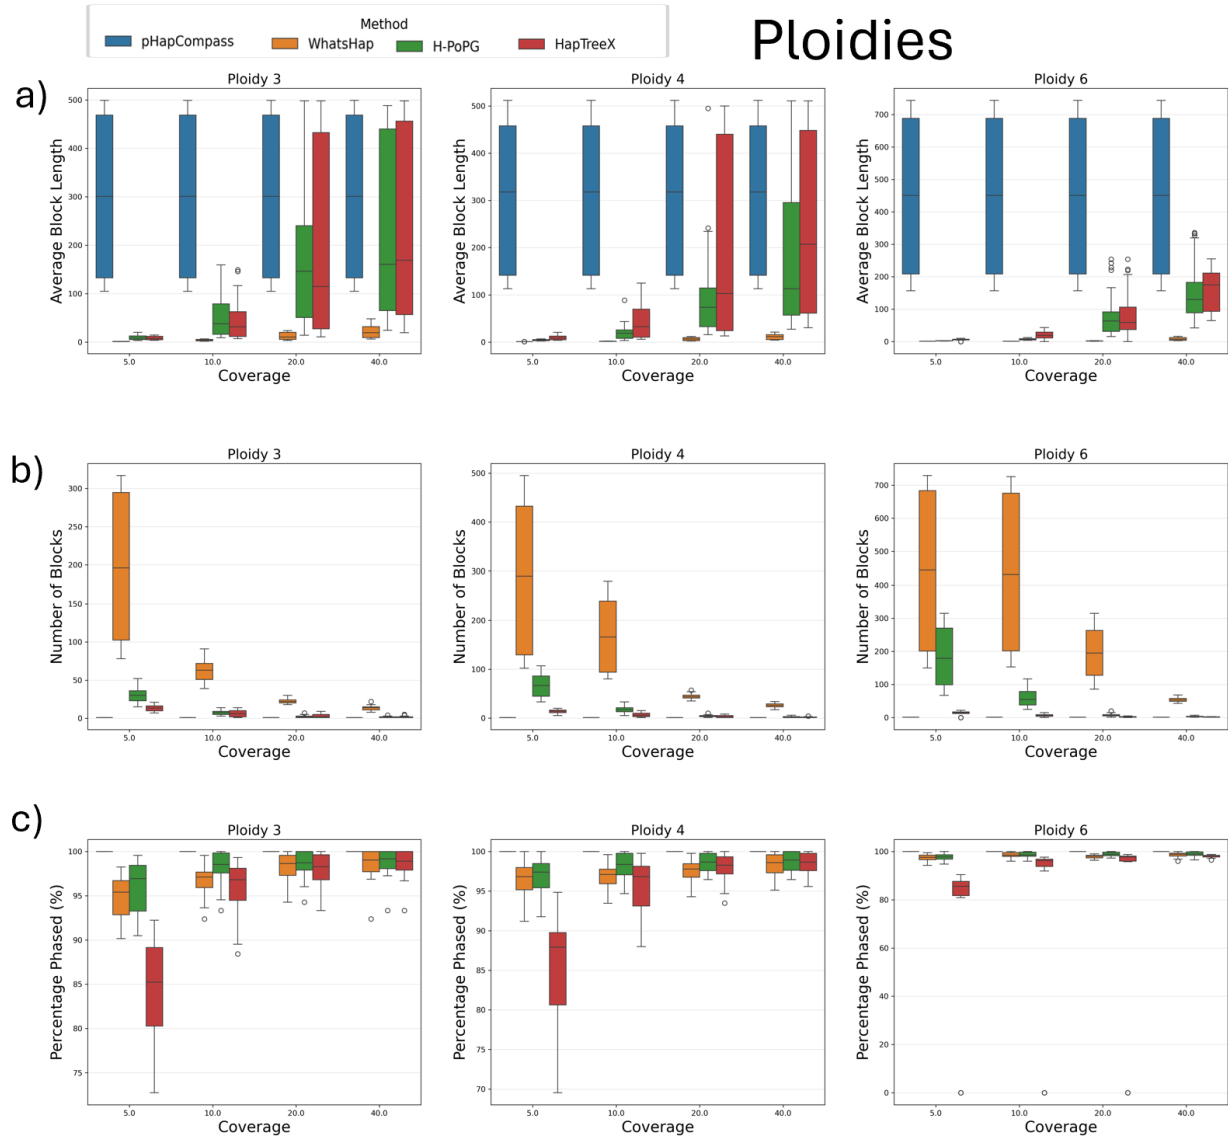 Method
pHapCompass WhatsHap H-PoPG HapTreeX
Ploidies
a)
Ploidy 3 Ploidy 4 Ploidy 6
Average Block Length
500
400
300
200
100
0
5.0 10.0 20.0 40.0
Coverage
Average Block Length
500
400
300
200
100
0
5.0 10.0 20.0 40.0
Coverage
Average Block Length
700
600
500
400
300
200
100
0
5.0 10.0 20.0 40.0
Coverage
b)
Ploidy 3 Ploidy 4 Ploidy 6
Number of Blocks
300
250
200
150
100
50
0
5.0 10.0 20.0 40.0
Coverage
Number of Blocks
500
400
300
200
100
0
5.0 10.0 20.0 40.0
Coverage
Number of Blocks
700
600
500
400
300
200
100
0
5.0 10.0 20.0 40.0
Coverage
c)
Ploidy 3 Ploidy 4 Ploidy 6
Percentage Phased (%)
100
95
90
85
80
75
5.0 10.0 20.0 40.0
Coverage
Percentage Phased (%)
100
95
90
85
80
75
70
5.0 10.0 20.0 40.0
Coverage
Percentage Phased (%)
100
80
60
40
20
0
5.0 10.0 20.0 40.0
Coverage